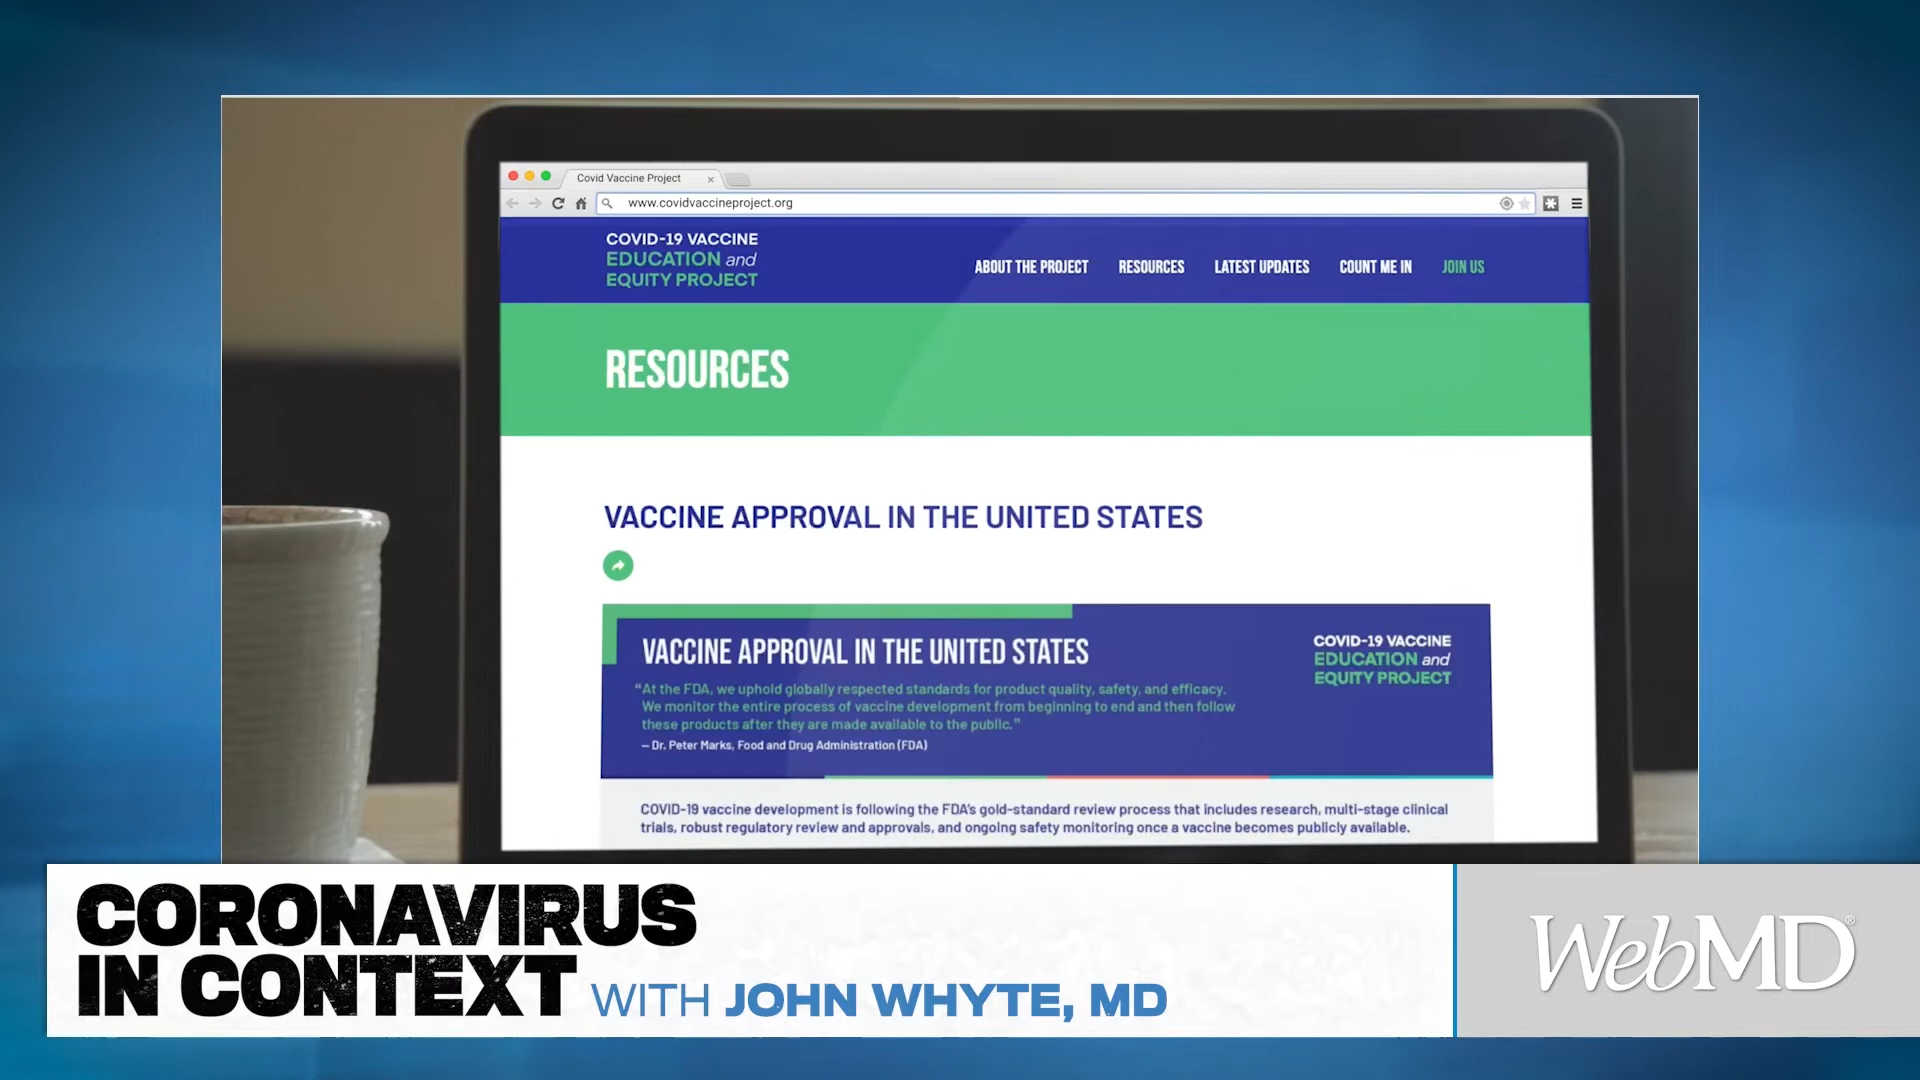 Covid Vaccine Project
www.covidvaccineproject.org
COVID-19 VACCINE
EDUCATION and
EQUITY PROJECT
ABOUT THE PROJECT RESOURCES LATEST UPDATES COUNT ME IN JOIN US
RESOURCES
VACCINE APPROVAL IN THE UNITED STATES
VACCINE APPROVAL IN THE UNITED STATES
“At the FDA, we uphold globally respected standards for product quality, safety, and efficacy.
We monitor the entire process of vaccine development from beginning to end and then follow
these products after they are made available to the public.”
– Dr. Peter Marks, Food and Drug Administration (FDA)
COVID-19 VACCINE
EDUCATION and
EQUITY PROJECT
COVID-19 vaccine development is following the FDA's gold-standard review process that includes research, multi-stage clinical
trials, robust regulatory review and approvals, and ongoing safety monitoring once a vaccine becomes publicly available.
CORONAVIRUS
IN CONTEXT WITH JOHN WHYTE, MD
WebMD®